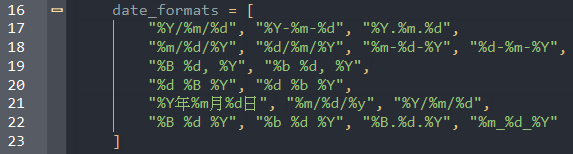 16 date_formats = [
17 "%Y/%m/%d", "%Y-%m-%d", "%Y.%m.%d",
18 "%m/%d/%Y", "%d/%m/%Y", "%m-%d-%Y", "%d-%m-%Y",
19 "%B %d, %Y", "%b %d, %Y",
20 "%d %B %Y", "%d %b %Y",
21 "%Y年%m月%d日", "%m/%d/%y", "%Y/%m/%d",
22 "%B %d %Y", "%b %d %Y", "%B.%d.%Y", "%m_%d_%Y"
23 ]